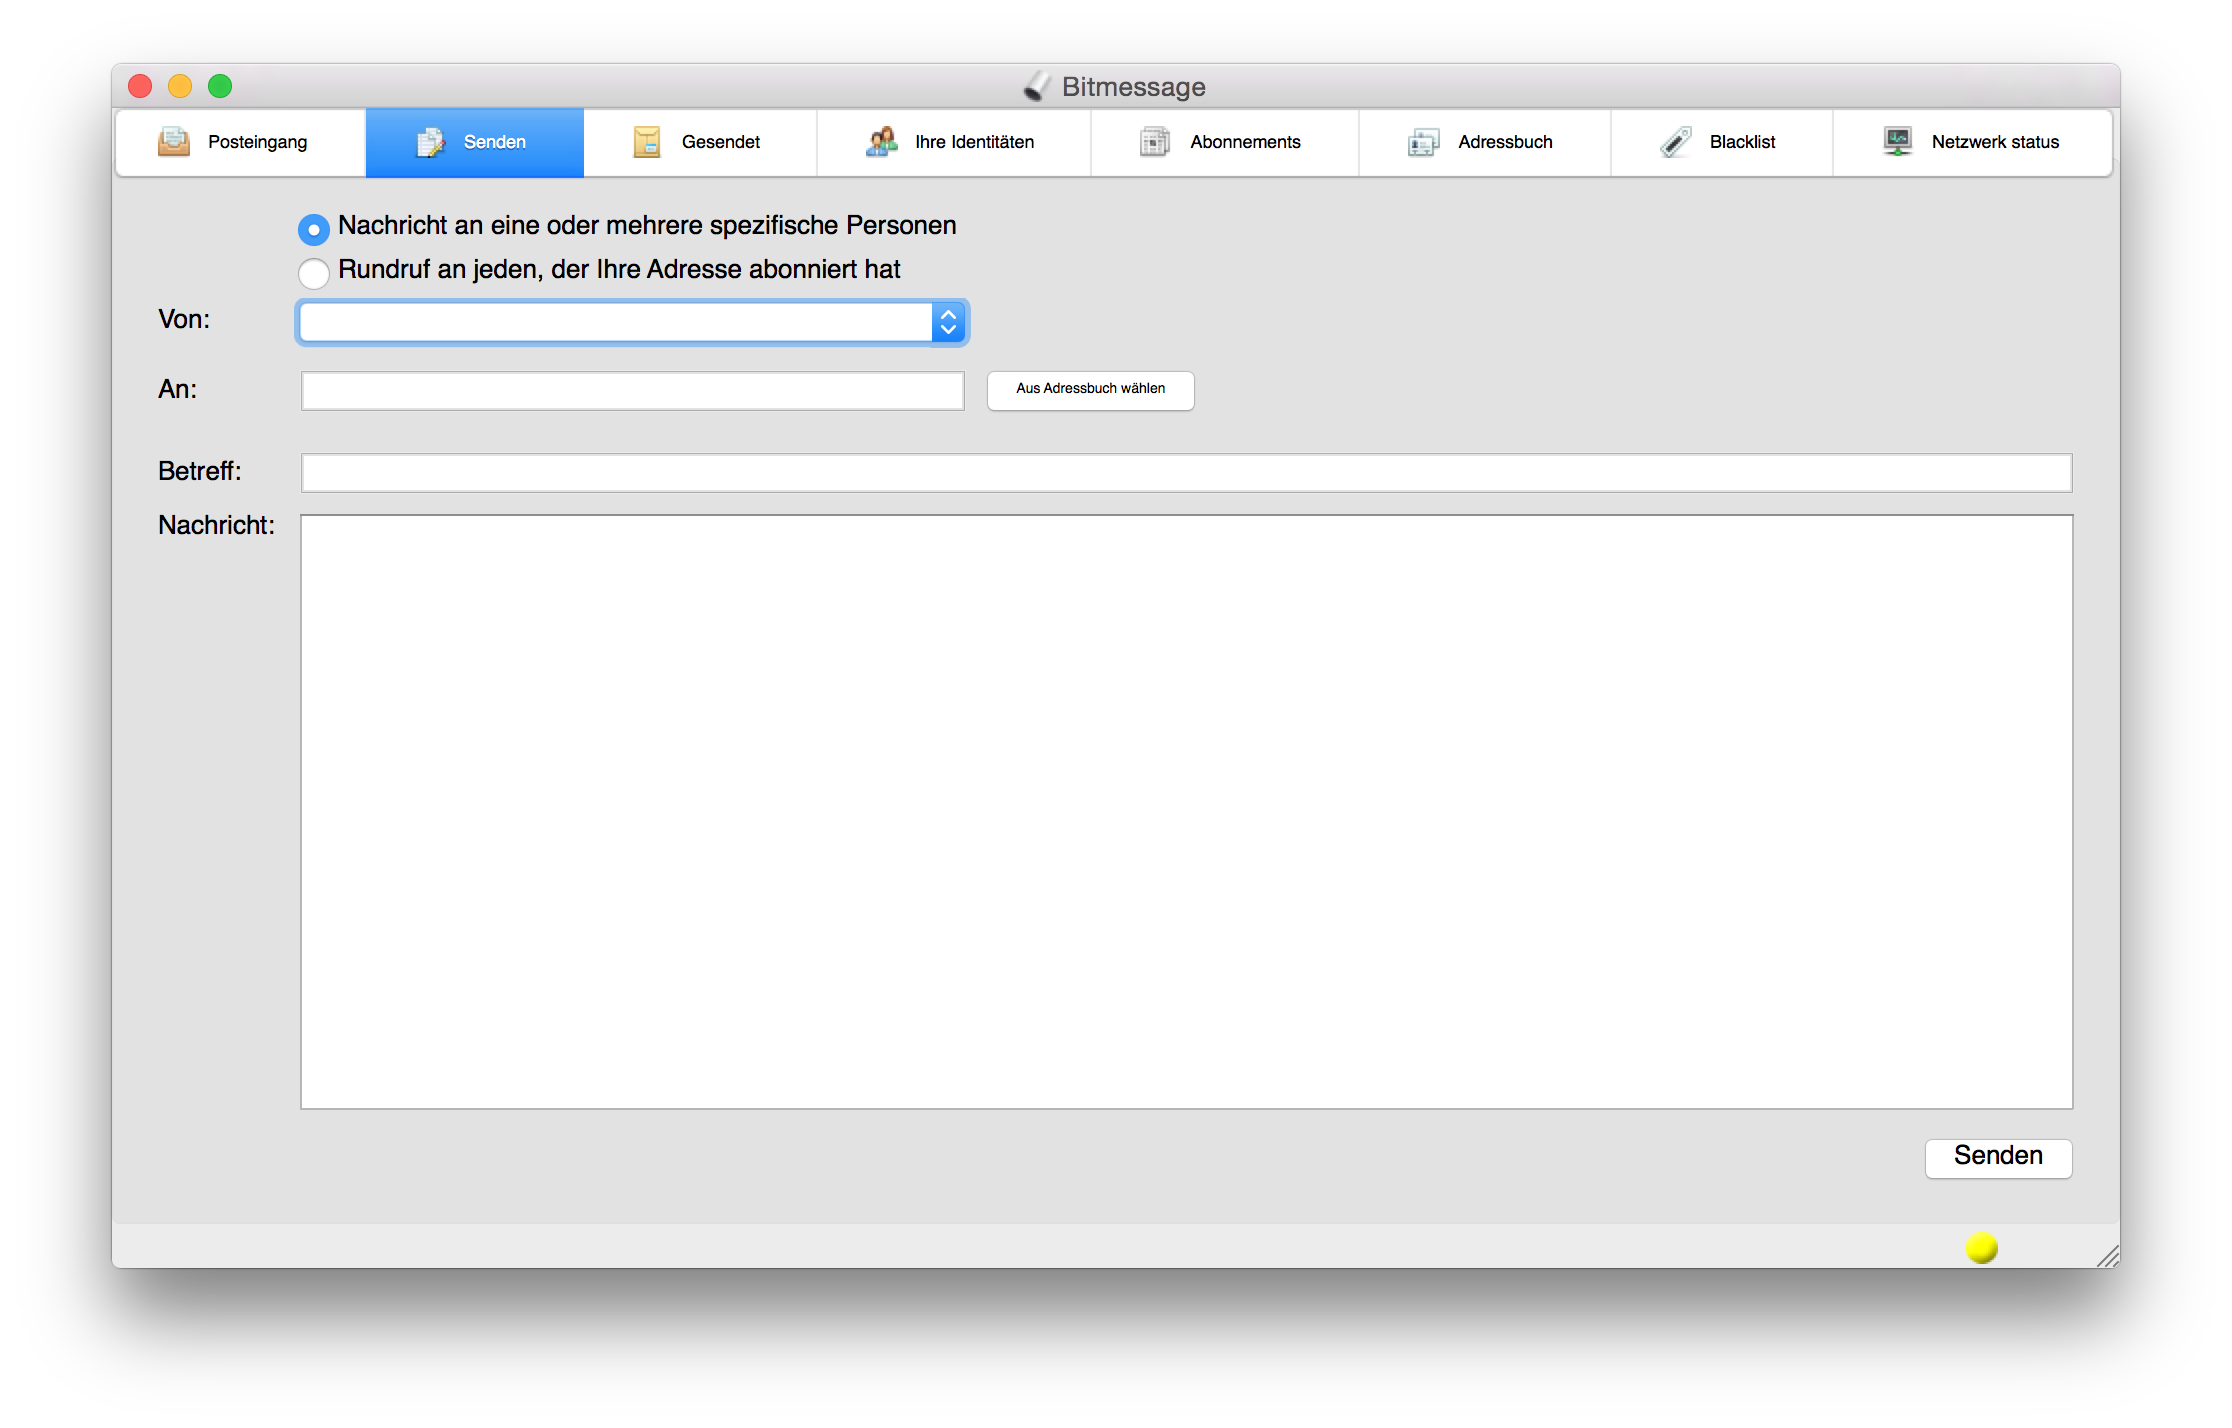 Bitmessage
Posteingang Senden Gesendet Ihre Identitäten Abonnements Adressbuch Blacklist Netzwerk status
Nachricht an eine oder mehrere spezifische Personen
Rundruf an jeden, der Ihre Adresse abonniert hat
Von:
An: Aus Adressbuch wählen
Betreff:
Nachricht:
Senden